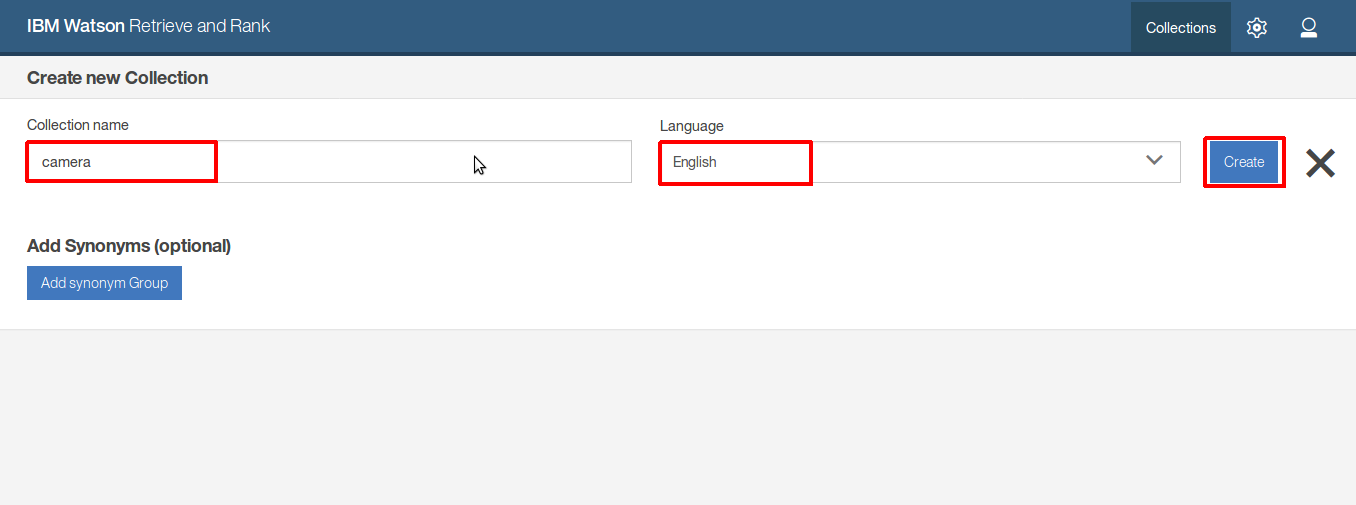 IBM Watson Retrieve and Rank
Collections
Create new Collection
Collection name
Language
camera
English
Create
Add Synonyms (optional)
Add synonym Group